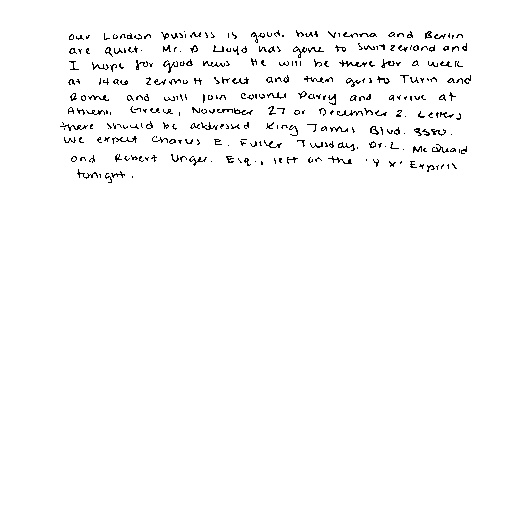 our London business is good, but Vienna and Berlin
are quiet. Mr. D Lloyd has gone to Switzerland and
I hope for good news He will be there for a week
at 1496 Zermott Street and then goes to Turin and
Rome and will join Colonel Parry and arrive at
Athens, Greece, November 27 or December 2. Letters
there should be addressed King James Blvd. 3580.
We expect Charles E. Fuller Tuesday. Dr. L. McQuaid
and Robert Unger. Esq., left on the 'Y X' Express
tonight.